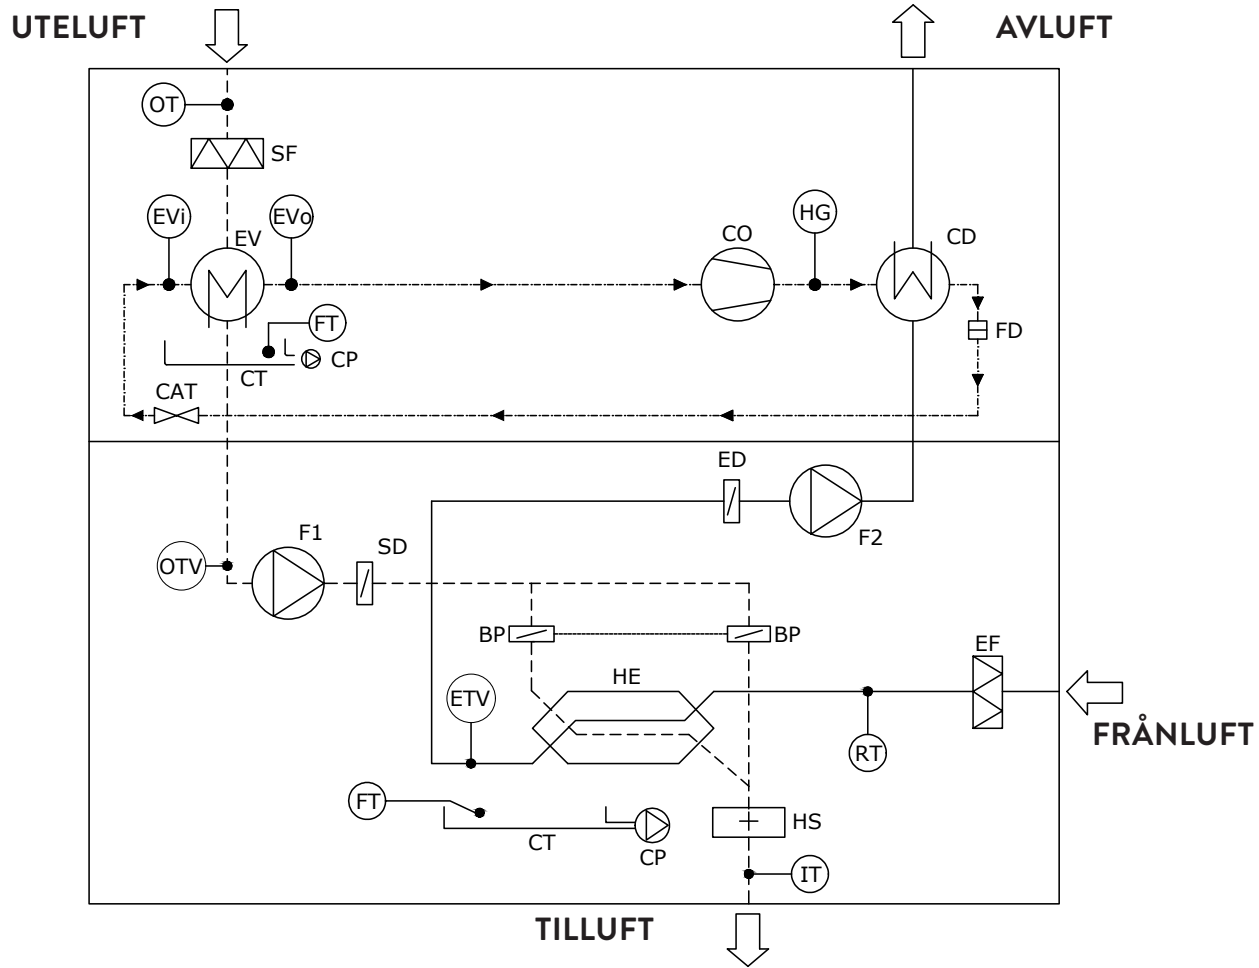 UTELUFT
AVLUFT
OT
SF
EVi
EVo
HG
EV
CO
CD
FT
FD
CP
CT
CAT
ED
F1
F2
SD
OTV
BP
BP
EF
HE
ETV
FRÅNLUFT
RT
FT
HS
CT
CP
IT
TILLUFT